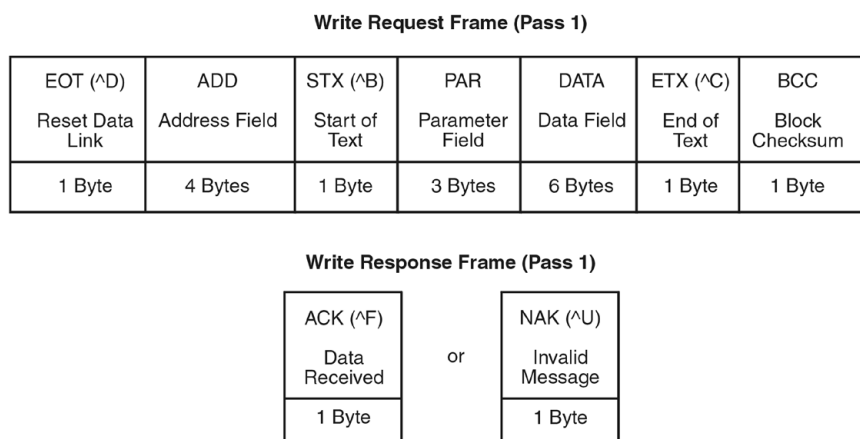 Write Request Frame (Pass 1)
EOT (^D) ADD STX (^B) PAR DATA ETX (^C) BCC
Reset Data Address Field Start of Parameter Data Field End of Block
Link Text Field Text Checksum
1 Byte 4 Bytes 1 Byte 3 Bytes 6 Bytes 1 Byte 1 Byte
Write Response Frame (Pass 1)
ACK (^F) NAK (^U)
Data or Invalid
Received Message
1 Byte 1 Byte